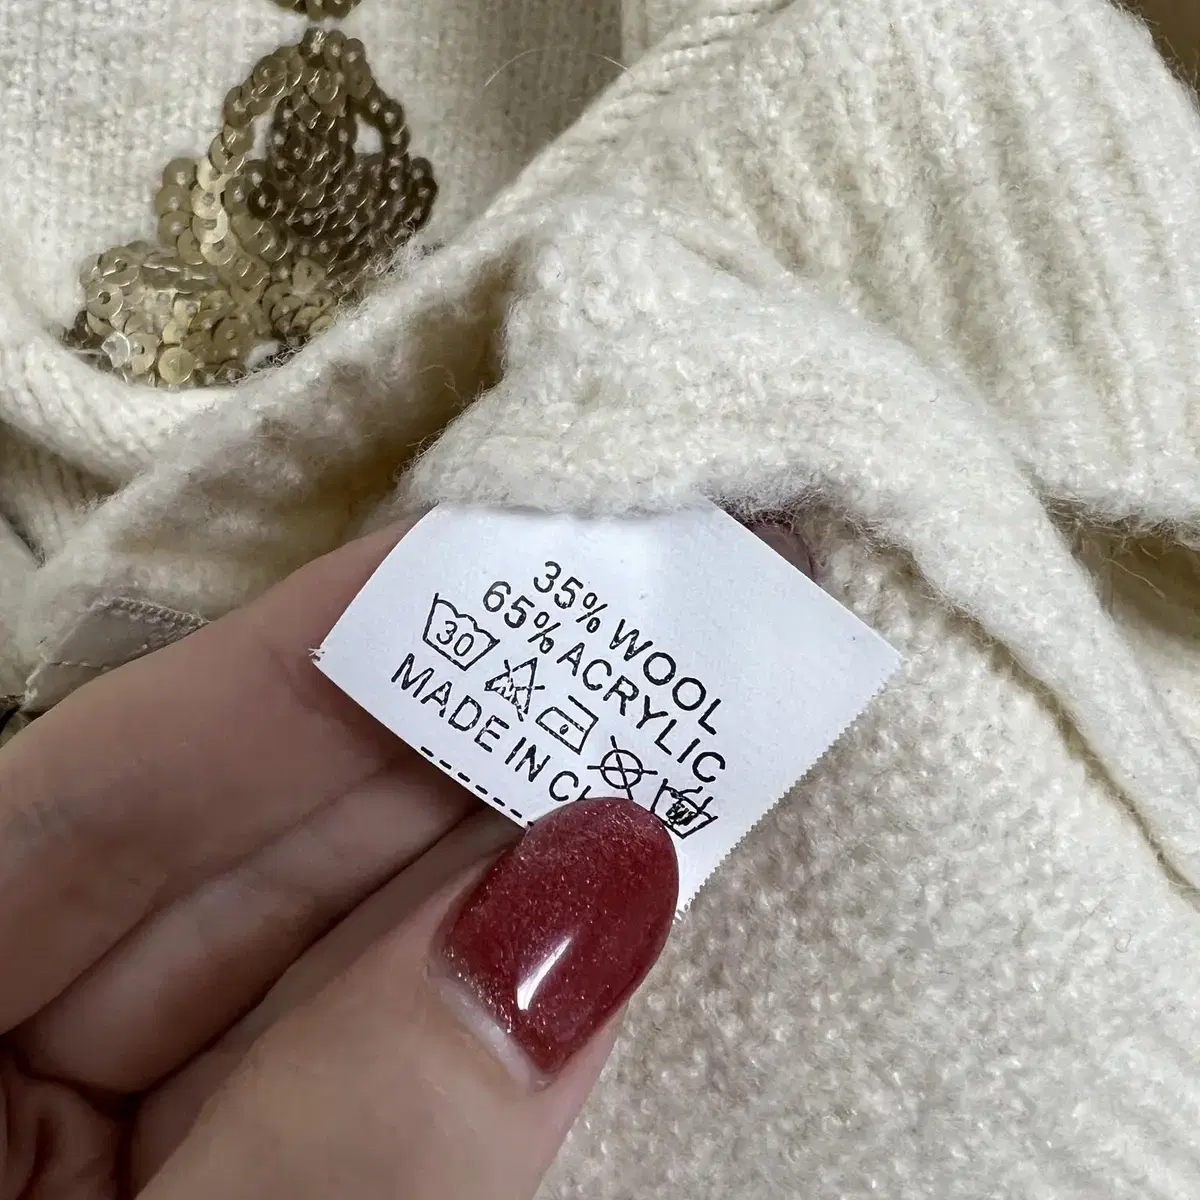 35% WOOL
65% ACRYLIC
30
MADE IN